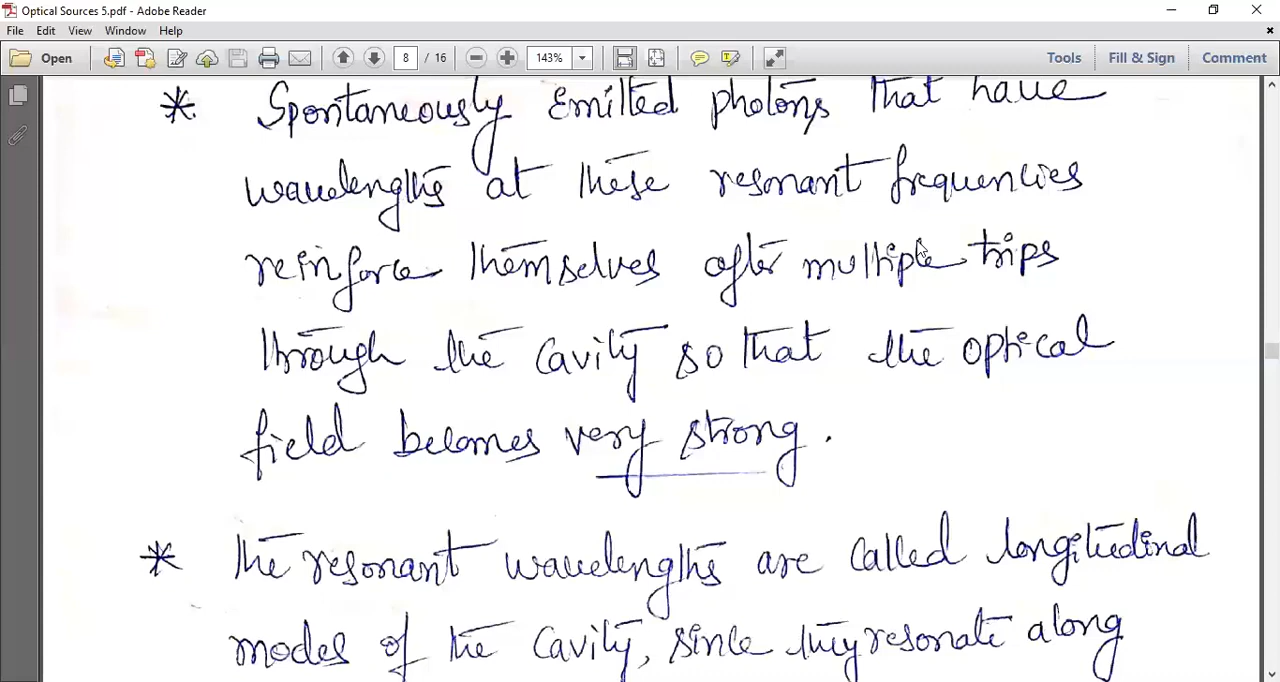 Optical Sources 5.pdf - Adobe Reader
File Edit View Window Help
Open 8 / 16 143% Tools Fill & Sign Comment
* Spontaneously Emitted photons that have
wavelengths at these resonant frequencies
reinforce themselves after multiple trips
through the cavity so that the optical
field becomes very strong.
* The resonant wavelengths are called longitudinal
modes of the cavity, since they resonate along